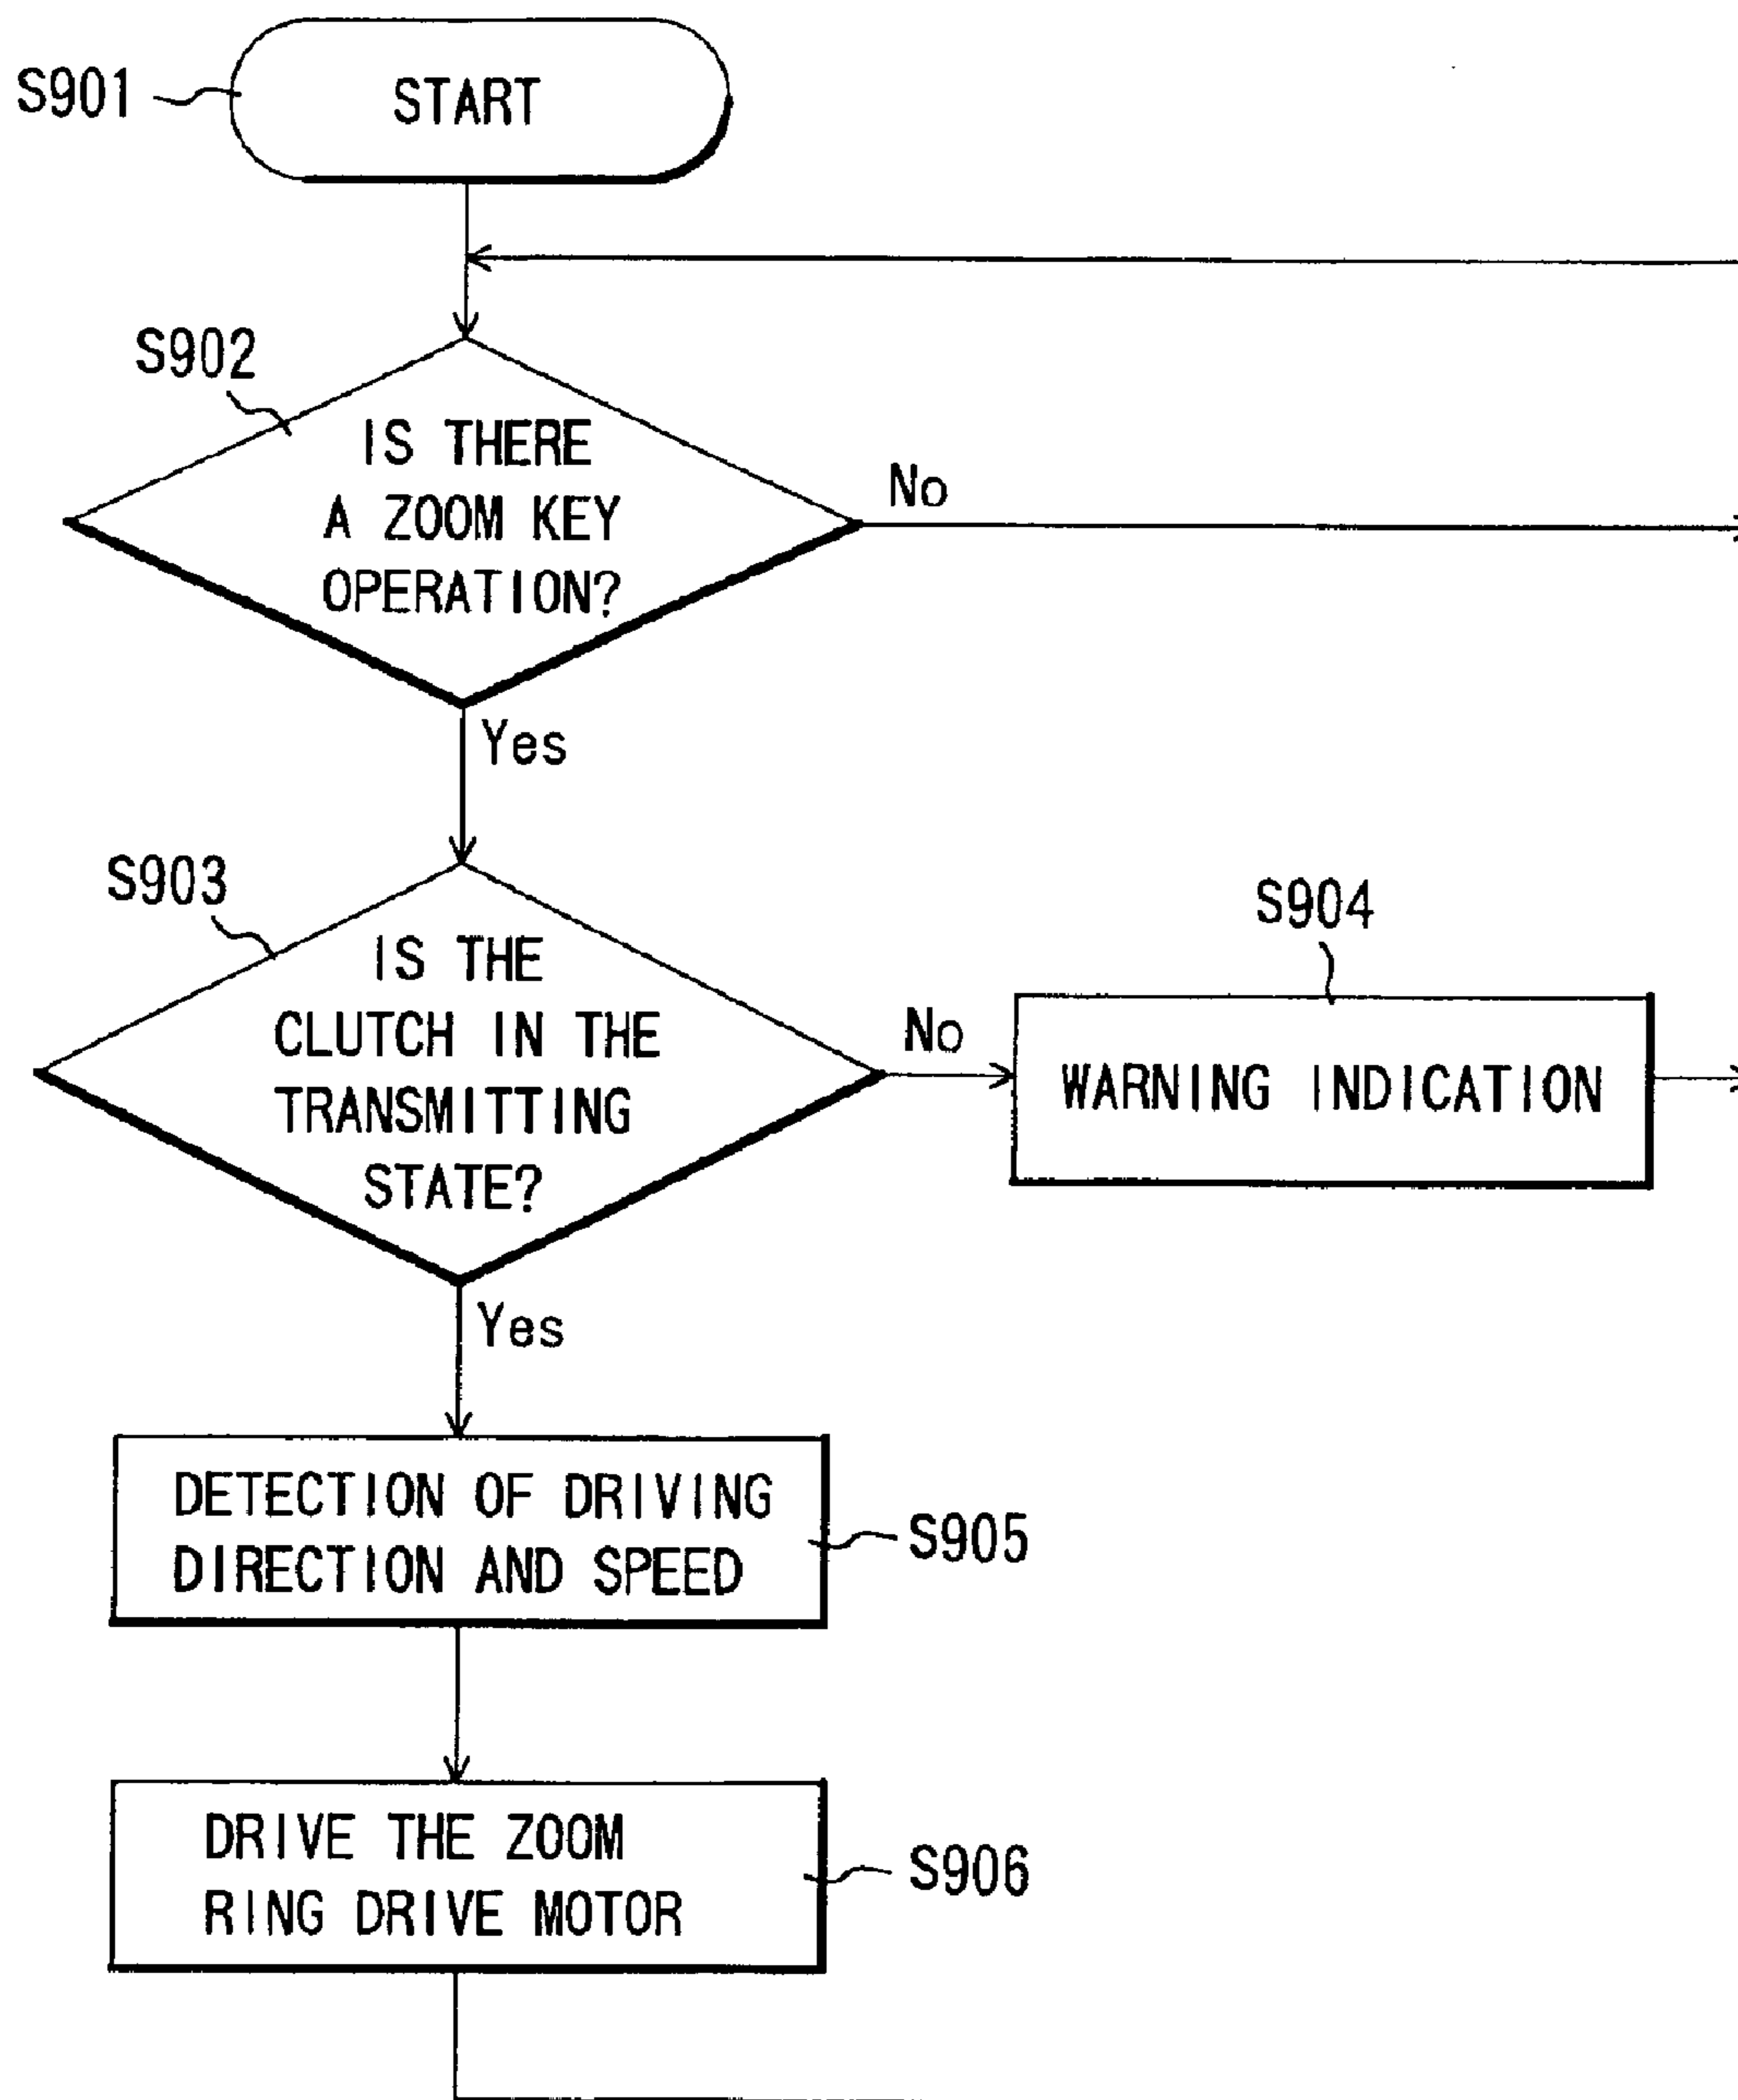 S901
START
S902
IS THERE
A ZOOM KEY
OPERATION?
No
Yes
S903
IS THE
CLUTCH IN THE
TRANSMITTING
STATE?
No
S904
WARNING INDICATION
Yes
DETECTION OF DRIVING
DIRECTION AND SPEED
S905
DRIVE THE ZOOM
RING DRIVE MOTOR
S906